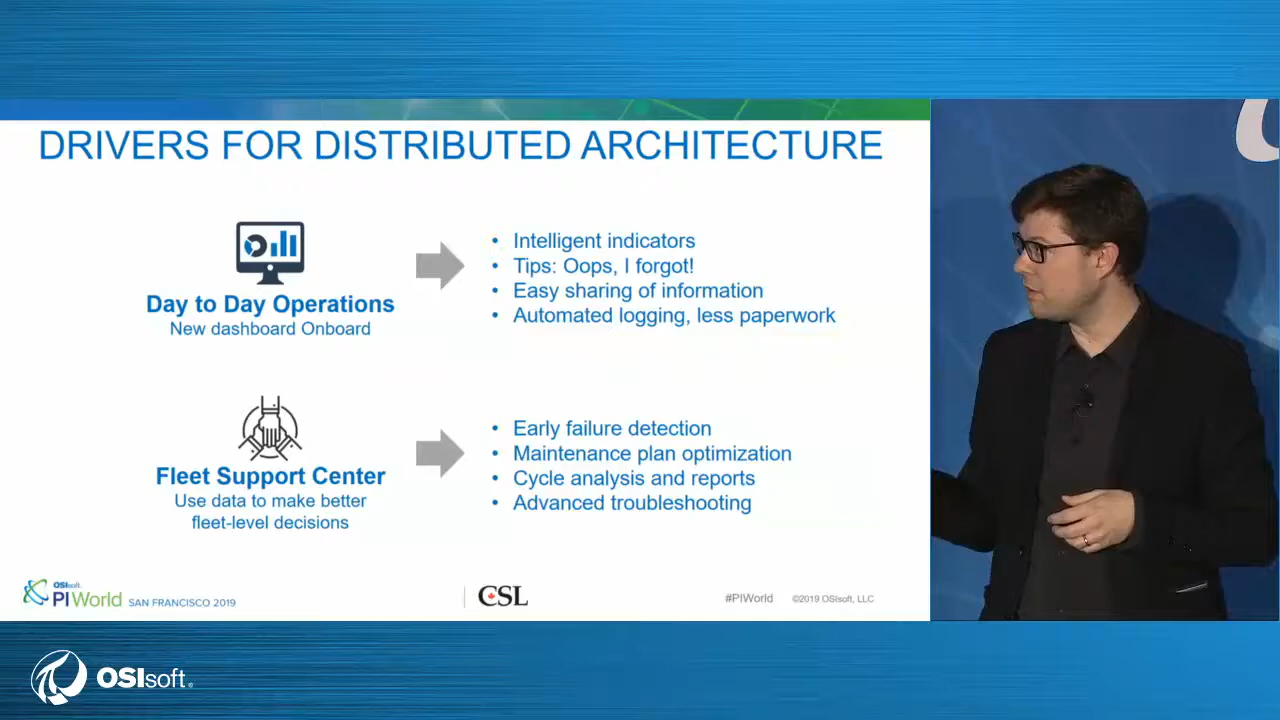 DRIVERS FOR DISTRIBUTED ARCHITECTURE
Day to Day Operations
New dashboard Onboard
• Intelligent indicators
• Tips: Oops, I forgot!
• Easy sharing of information
• Automated logging, less paperwork
Fleet Support Center
Use data to make better
fleet-level decisions
• Early failure detection
• Maintenance plan optimization
• Cycle analysis and reports
• Advanced troubleshooting
OSIsoft.
PI World SAN FRANCISCO 2019
CSL
#PIWorld ©2019 OSIsoft, LLC
OSIsoft.